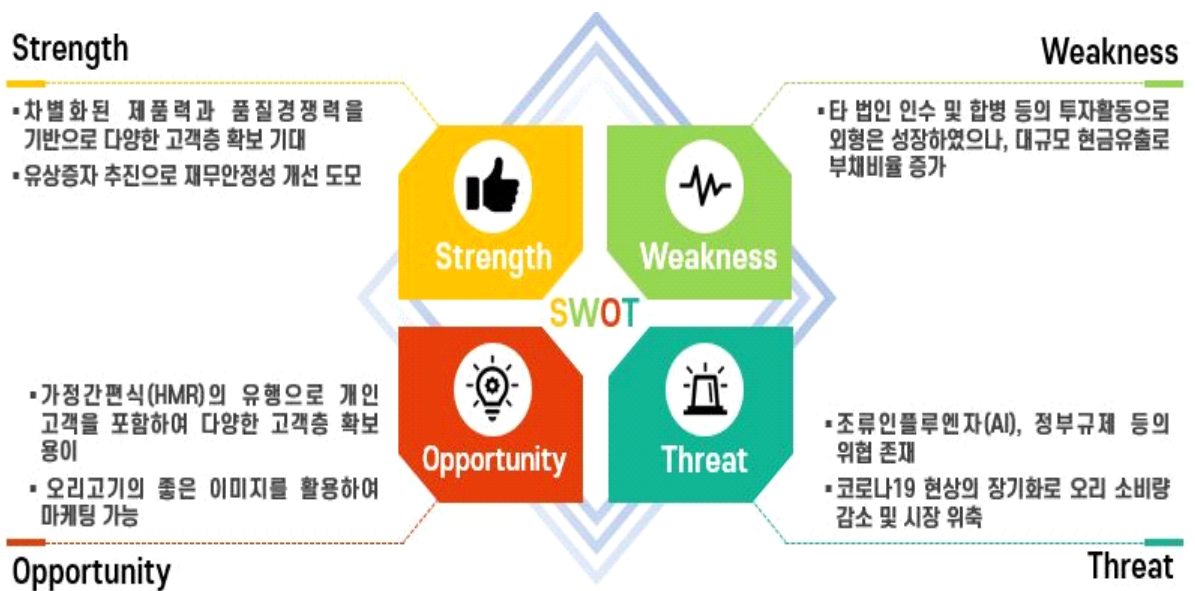 Strength
▪차별화된 제품력과 품질경쟁력을
기반으로 다양한 고객층 확보 기대
▪유상증자 추진으로 재무안정성 개선 도모
Weakness
▪타 법인 인수 및 합병 등의 투자활동으로
외형은 성장하였으나, 대규모 현금유출로
부채비율 증가
Strength
Weakness
SWOT
Opportunity
Threat
▪가정간편식(HMR)의 유행으로 개인
고객을 포함하여 다양한 고객층 확보
용이
▪ 오리고기의 좋은 이미지를 활용하여
마케팅 가능
Opportunity
▪조류인플루엔자(AI), 정부규제 등의
위협 존재
▪코로나19 현상의 장기화로 오리 소비량
감소 및 시장 위축
Threat